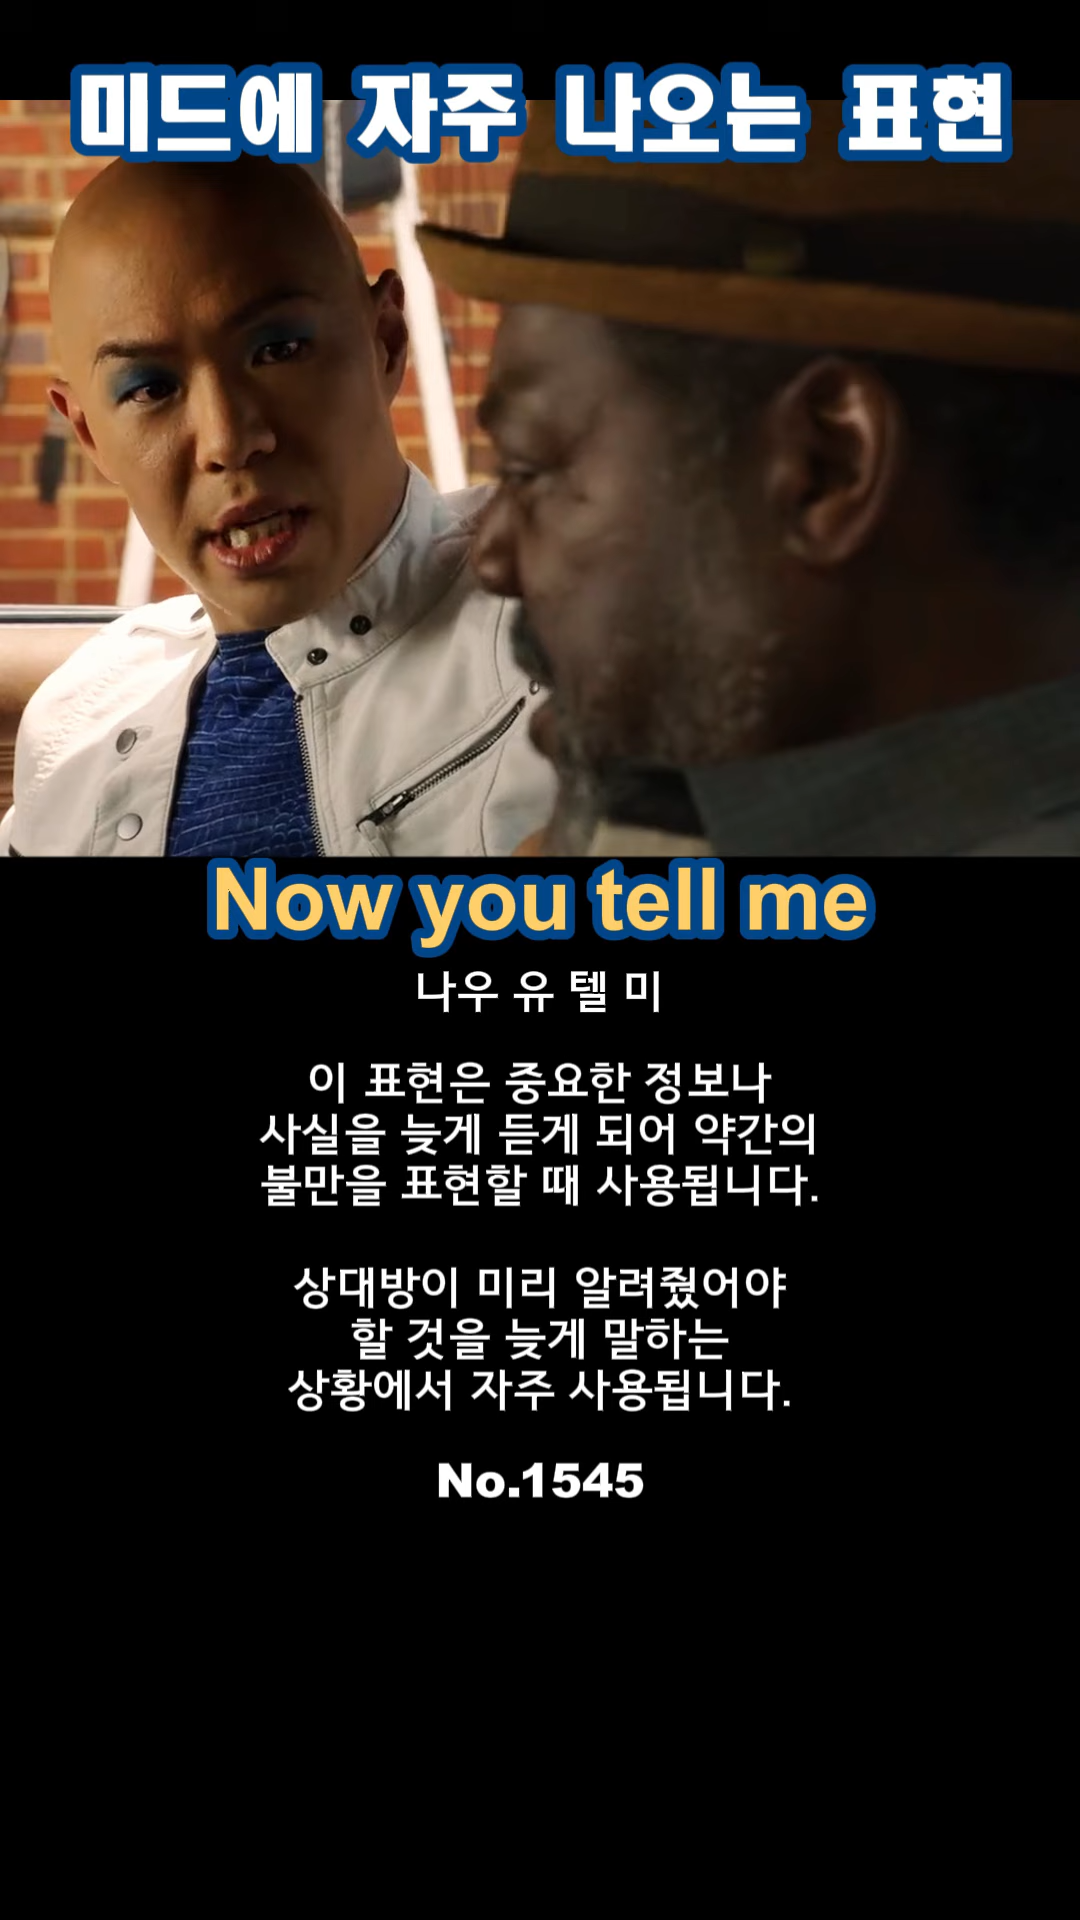 미드에 자주 나오는 표현
Now you tell me
나우 유 텔 미
이 표현은 중요한 정보나
사실을 늦게 듣게 되어 약간의
불만을 표현할 때 사용됩니다.
상대방이 미리 알려줬어야
할 것을 늦게 말하는
상황에서 자주 사용됩니다.
No.1545